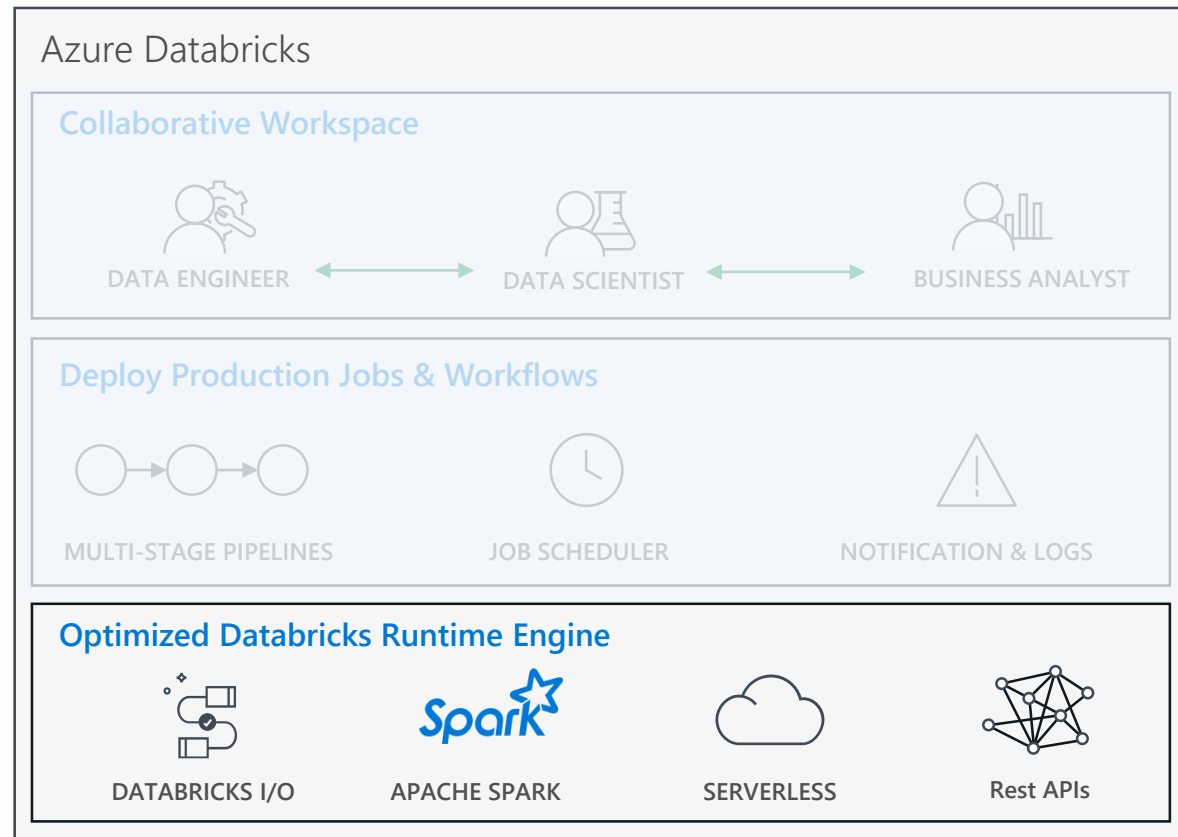 Azure Databricks
Collaborative Workspace
DATA ENGINEER
DATA SCIENTIST
BUSINESS ANALYST
Deploy Production Jobs & Workflows
MULTI-STAGE PIPELINES
JOB SCHEDULER
NOTIFICATION & LOGS
Optimized Databricks Runtime Engine
Spark
DATABRICKS I/O
APACHE SPARK
SERVERLESS
Rest APIs